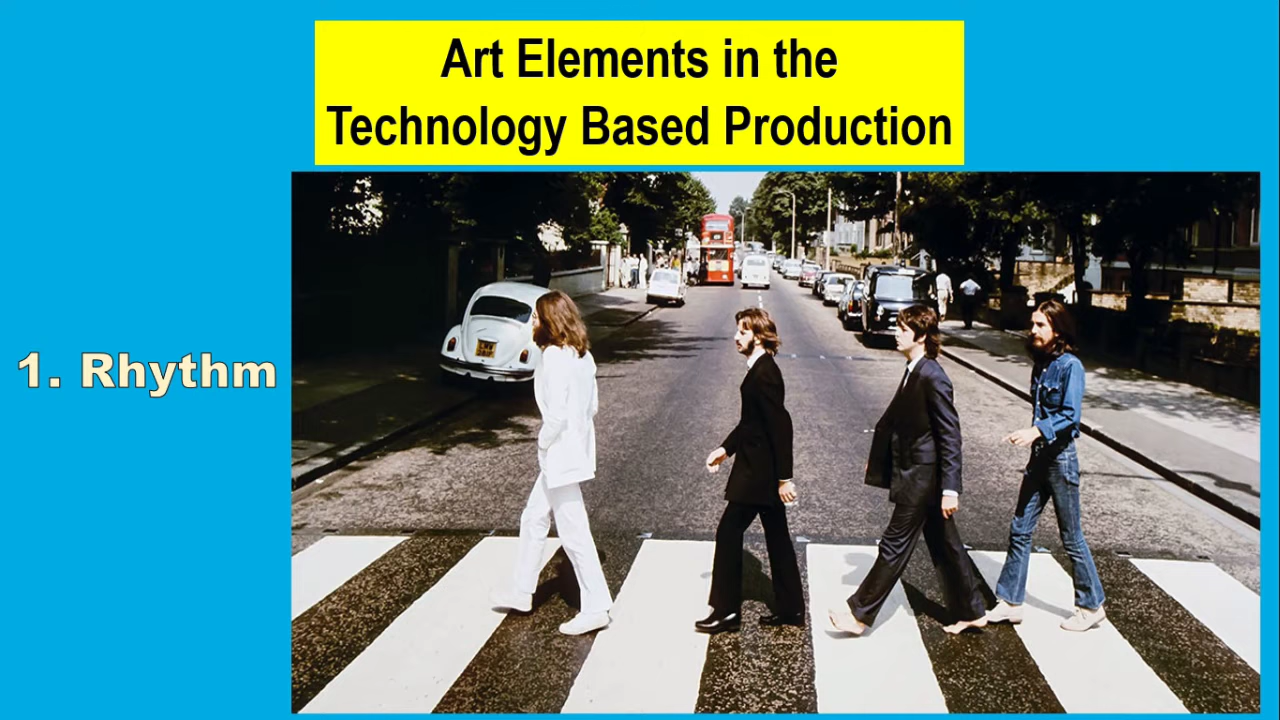 Art Elements in the
Technology Based Production
1. Rhythm